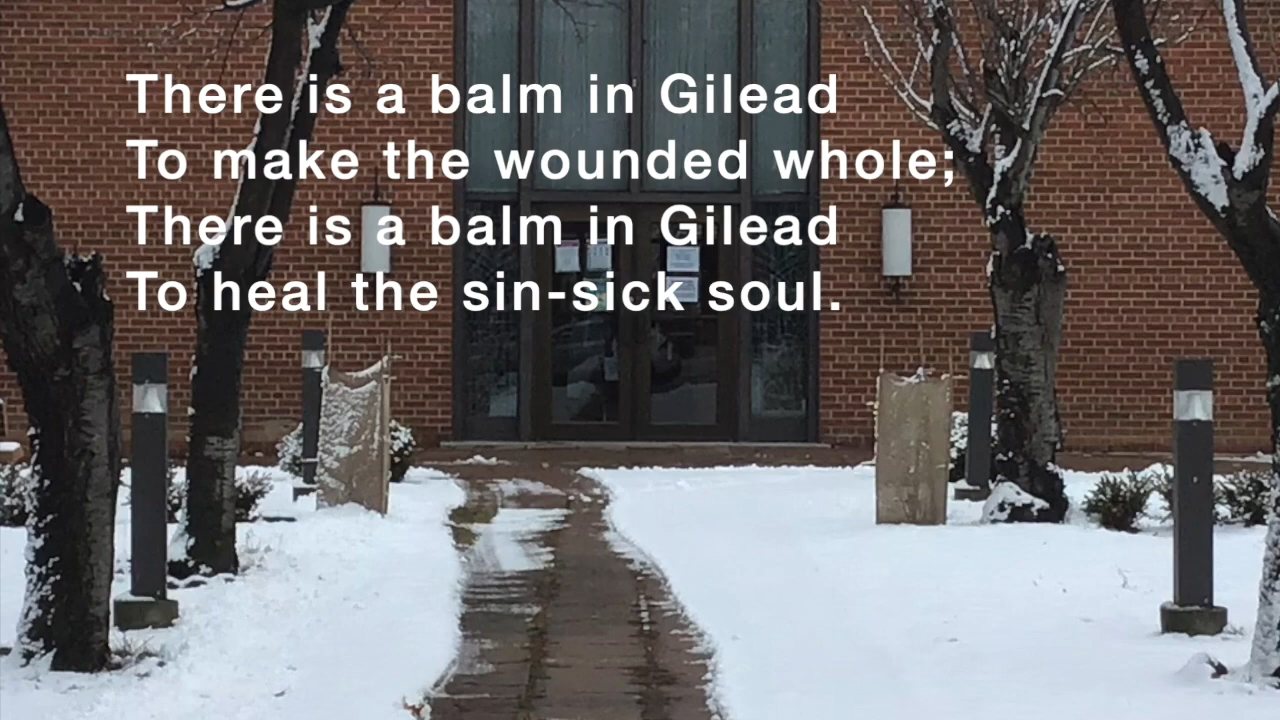 There is a balm in Gilead
To make the wounded whole;
There is a balm in Gilead
To heal the sin-sick soul.